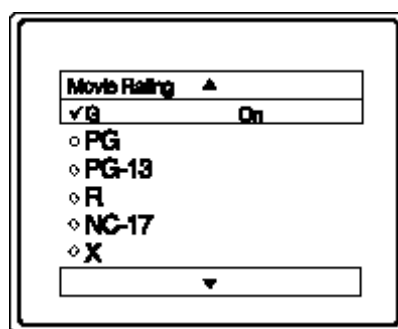 Movie Rating ▲
✓G On
○ PG
○ PG-13
○ R
○ NC-17
○ X
▼